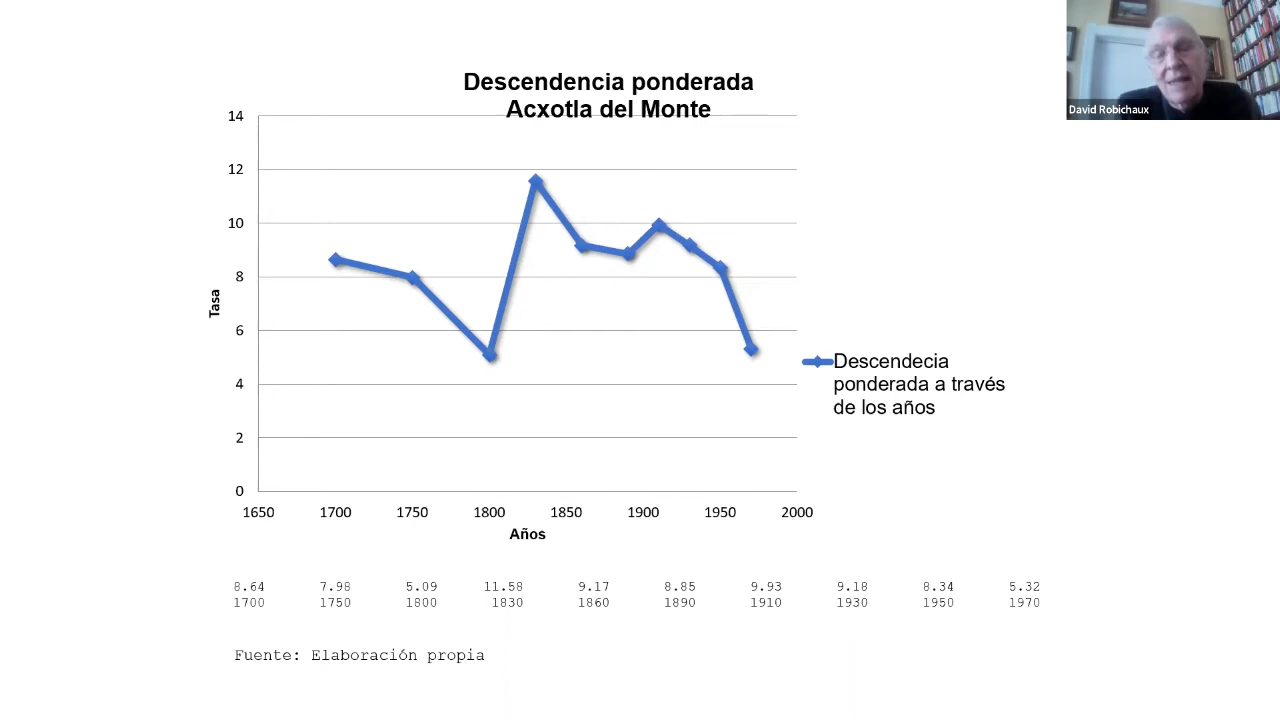 David Robichaux
Descendencia ponderada
Acxotla del Monte
14
12
10
8
6
4
2
0
Tasa
1650 1700 1750 1800 1850 1900 1950 2000
Años
Descendecia
ponderada a través
de los años
8.64 7.98 5.09 11.58 9.17 8.85 9.93 9.18 8.34 5.32
1700 1750 1800 1830 1860 1890 1910 1930 1950 1970
Fuente: Elaboración propia